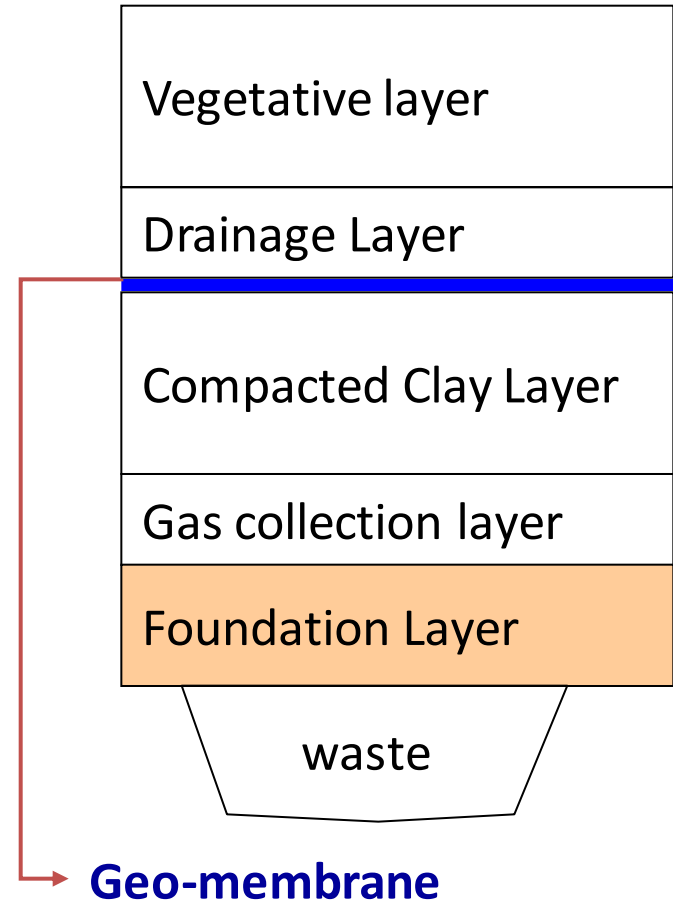 Vegetative layer
Drainage Layer
Compacted Clay Layer
Gas collection layer
Foundation Layer
waste
Geo-membrane